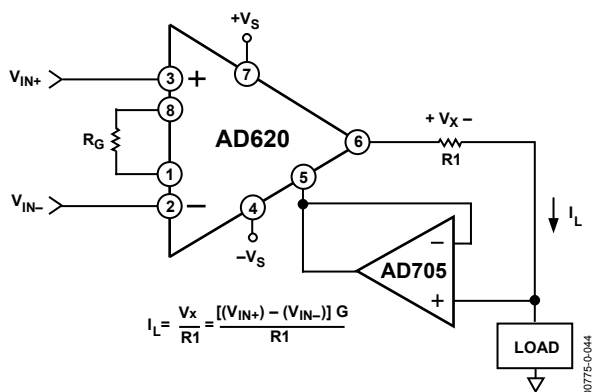 +VS
VIN+
3
+
7
8
RG
AD620
6
+ VX –
R1
1
5
VIN–
2
–
4
–VS
–
AD705
+
IL
IL = VX / R1 = [(VIN+) – (VIN–)] G / R1
LOAD
00775-0-044